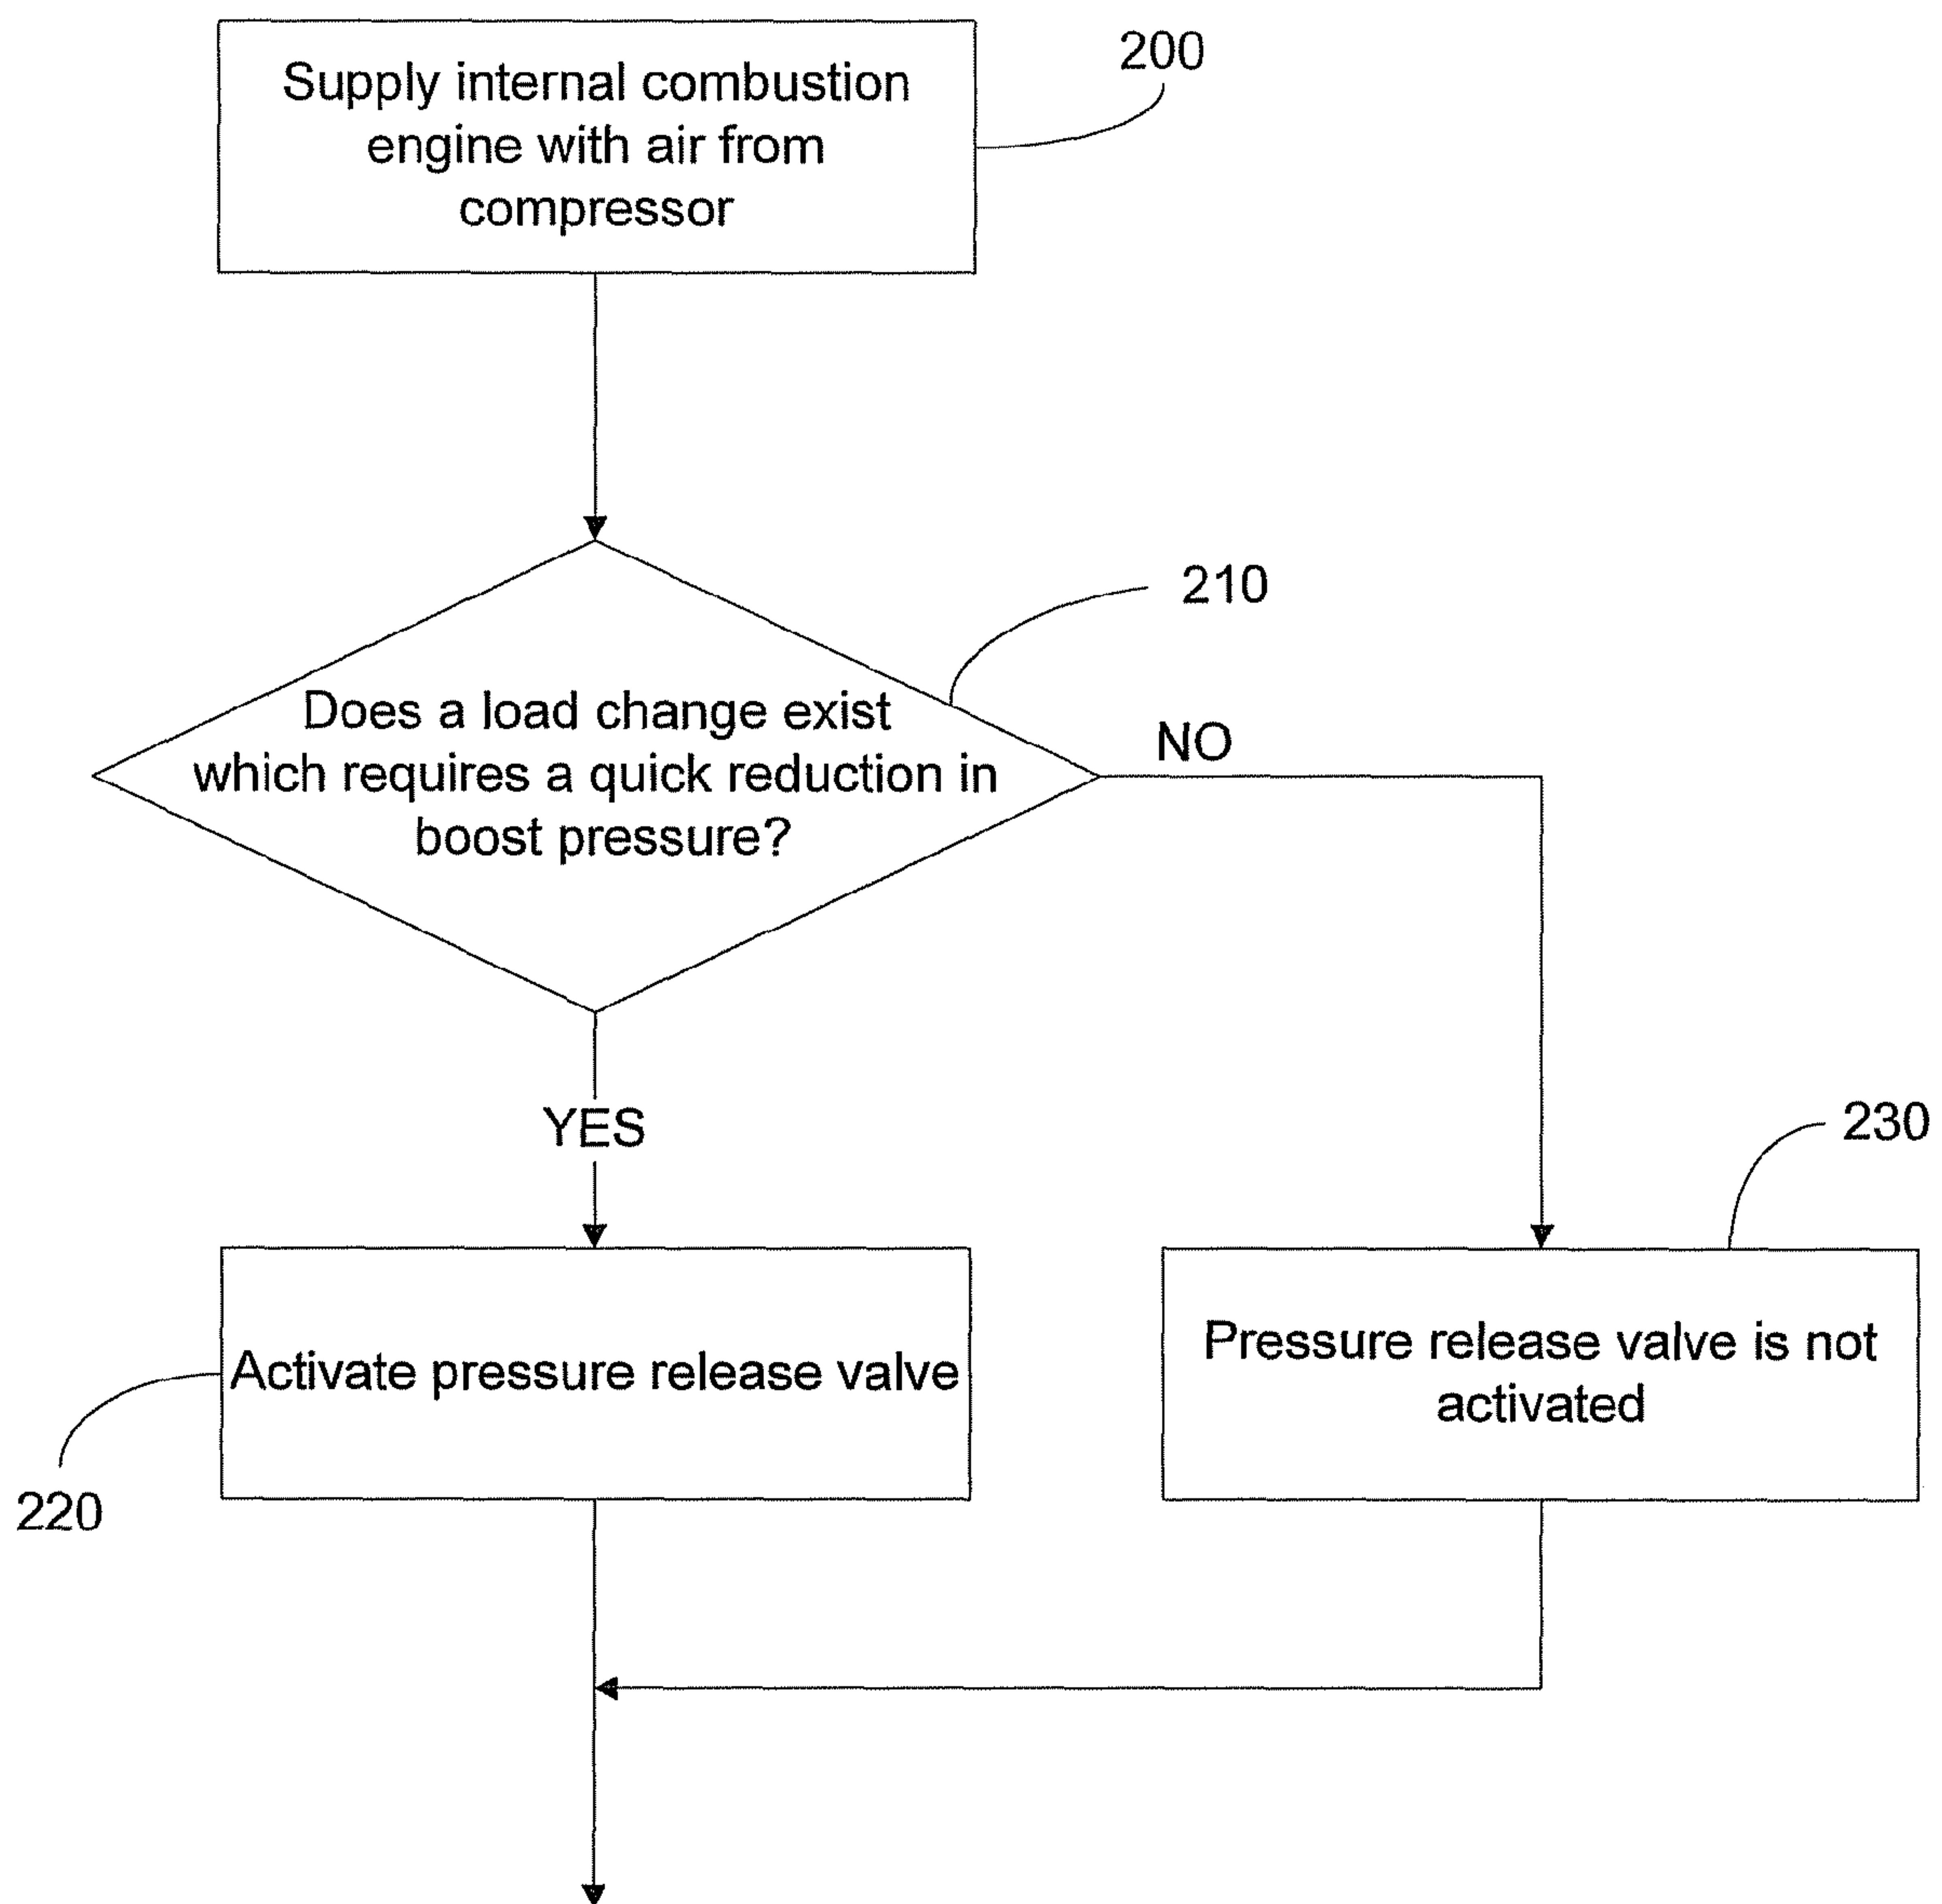 Supply internal combustion
engine with air from
compressor
200
210
Does a load change exist
which requires a quick reduction in
boost pressure?
NO
YES
230
Activate pressure release valve
Pressure release valve is not
activated
220